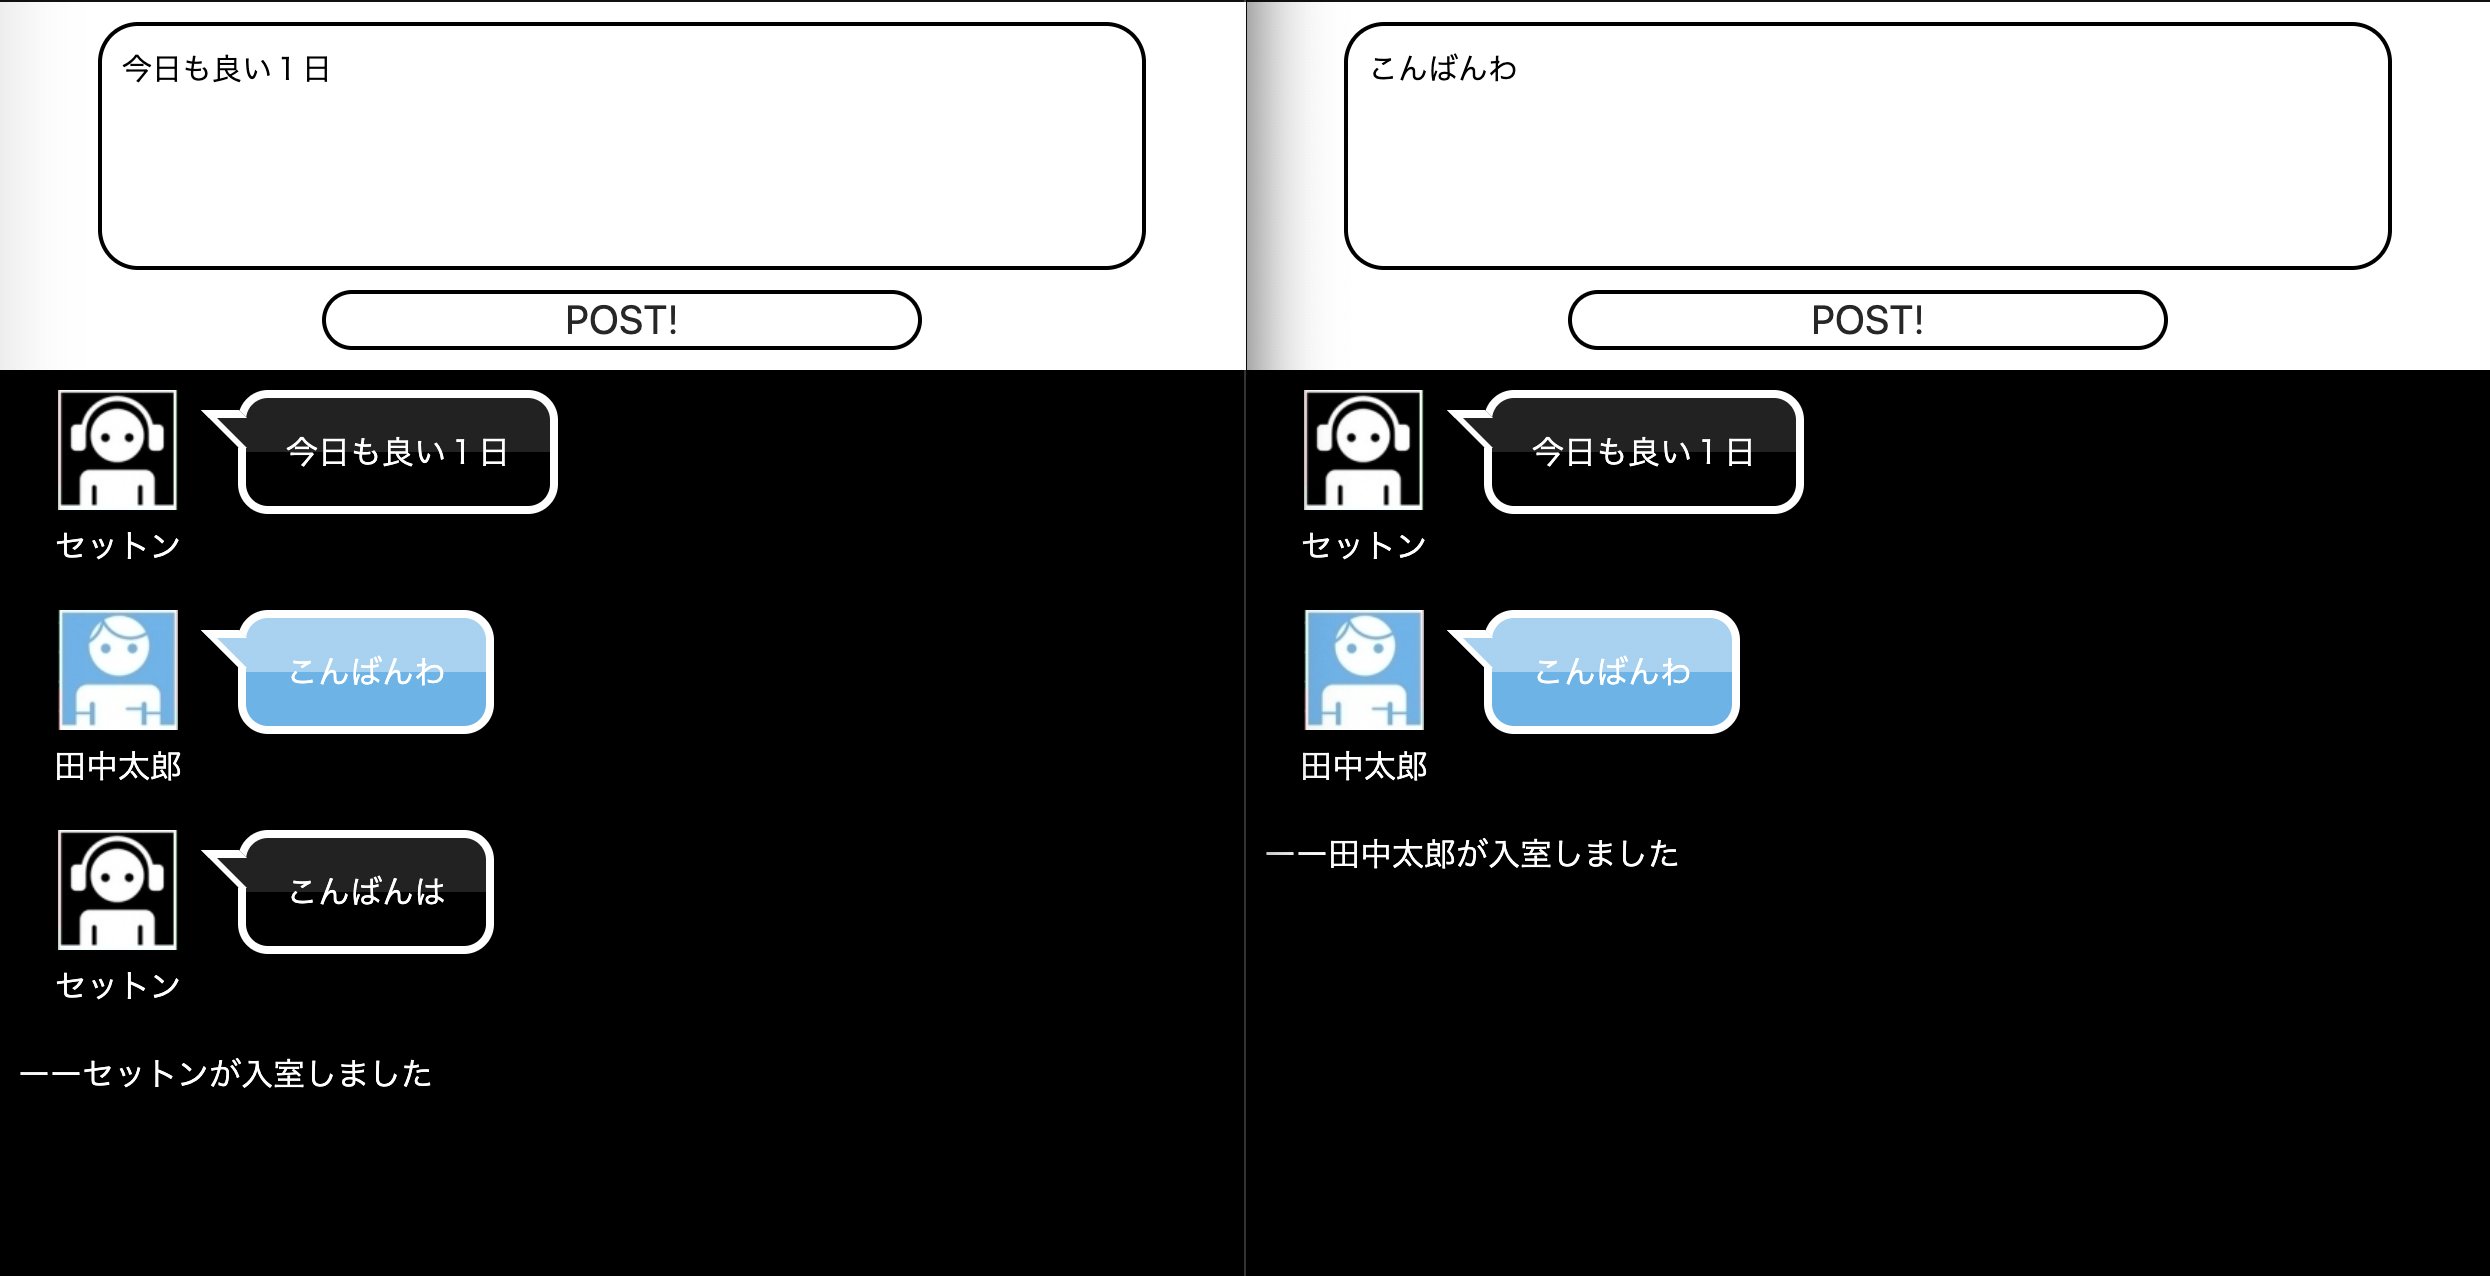 今日も良い１日
POST!
今日も良い１日
セットン
こんばんわ
田中太郎
こんばんは
セットン
ーーセットンが入室しました
こんばんわ
POST!
今日も良い１日
セットン
こんばんわ
田中太郎
ーー田中太郎が入室しました